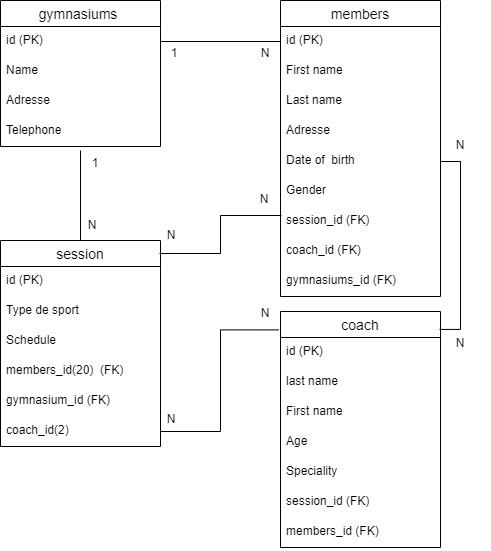 gymnasiums
id (PK)
Name
Adresse
Telephone
members
id (PK)
First name
Last name
Adresse
Date of  birth
Gender
session_id (FK)
coach_id (FK)
gymnasiums_id (FK)
1
N
1
N
N
N
N
N
N
N
session
id (PK)
Type de sport
Schedule
members_id(20)  (FK)
gymnasium_id (FK)
coach_id(2)
coach
id (PK)
last name
First name
Age
Speciality
session_id (FK)
members_id (FK)